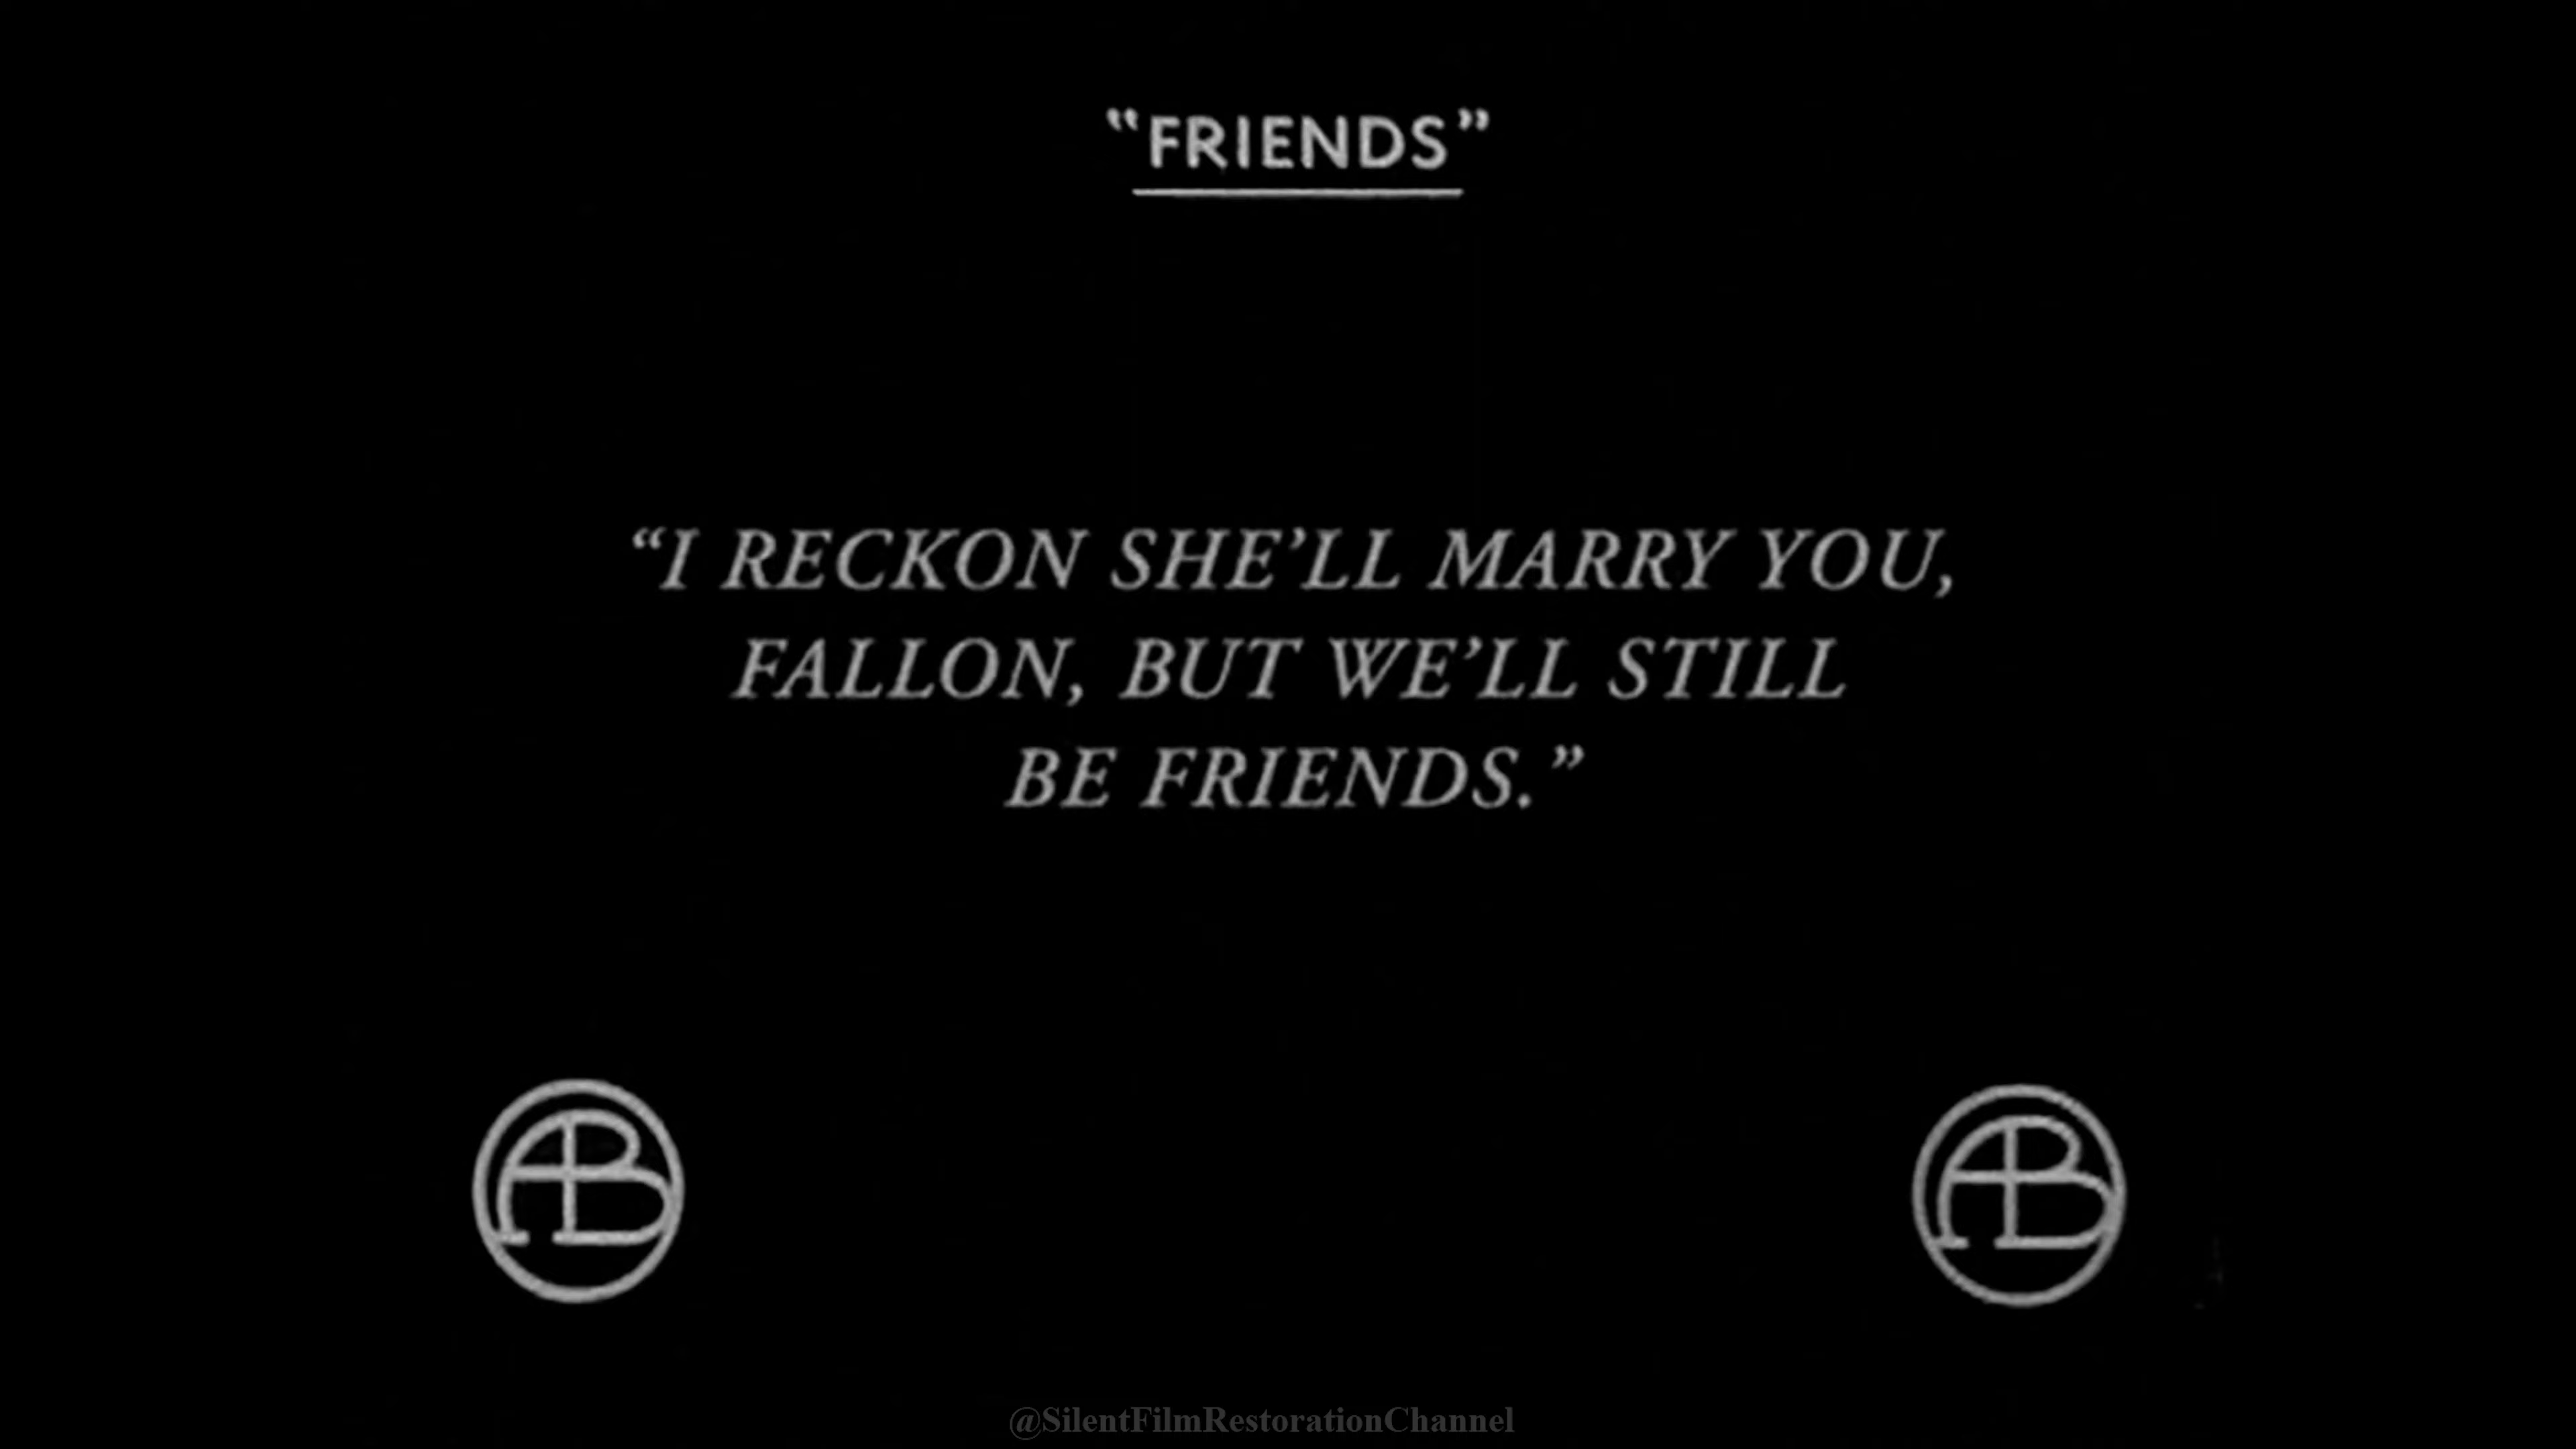 “FRIENDS”
“I RECKON SHE’LL MARRY YOU,
FALLON, BUT WE’LL STILL
BE FRIENDS.”
AB
AB
@SilentFilmRestorationChannel